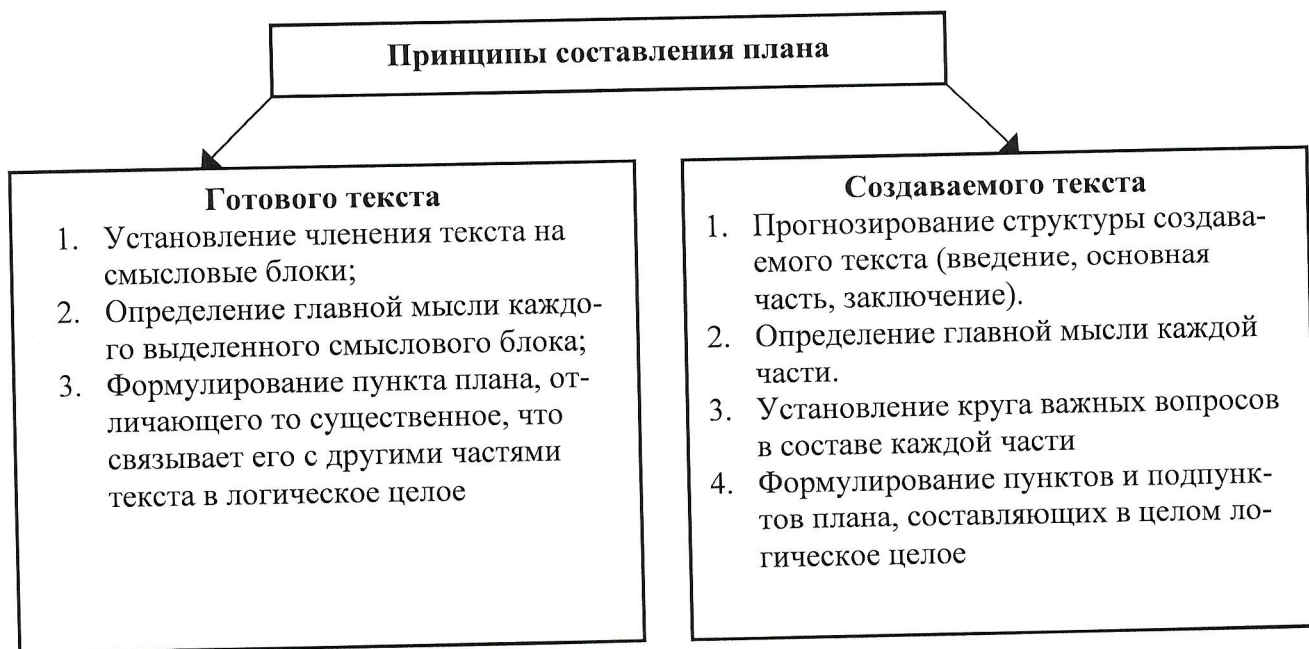 Принципы составления плана
Готового текста
1. Установление членения текста на
смысловые блоки;
2. Определение главной мысли каждо-
го выделенного смыслового блока;
3. Формулирование пункта плана, от-
личающего то существенное, что
связывает его с другими частями
текста в логическое целое
Создаваемого текста
1. Прогнозирование структуры создава-
емого текста (введение, основная
часть, заключение).
2. Определение главной мысли каждой
части.
3. Установление круга важных вопросов
в составе каждой части
4. Формулирование пунктов и подпунк-
тов плана, составляющих в целом ло-
гическое целое